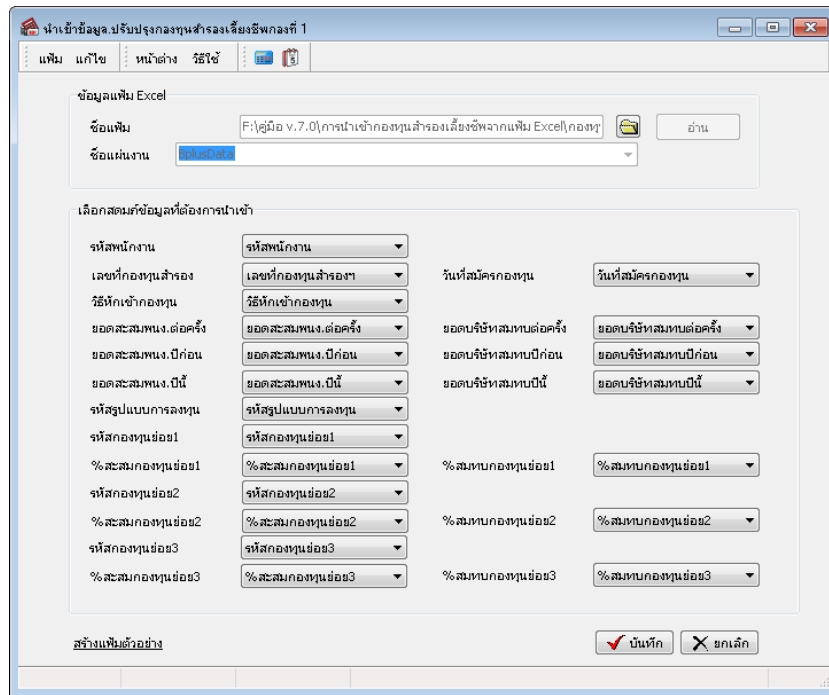 นำเข้าข้อมูล.ปรับปรุงกองทุนสำรองเลี้ยงชีพกองที่ 1
แฟ้ม แก้ไข หน้าต่าง วิธีใช้
ข้อมูลแฟ้ม Excel
ชื่อแฟ้ม F:\คู่มือ v.7.0\การนำเข้ากองทุนสำรองเลี้ยงชีพจากแฟ้ม Excel\กองทุ อ่าน
ชื่อแผ่นงาน BplusData
เลือกสดมภ์ข้อมูลที่ต้องการนำเข้า
รหัสพนักงาน รหัสพนักงาน
เลขที่กองทุนสำรอง เลขที่กองทุนสำรองฯ วันที่สมัครกองทุน วันที่สมัครกองทุน
วิธีหักเข้ากองทุน วิธีหักเข้ากองทุน
ยอดสะสมพนง.ต่อครั้ง ยอดสะสมพนง.ต่อครั้ง ยอดบริษัทสมทบต่อครั้ง ยอดบริษัทสมทบต่อครั้ง
ยอดสะสมพนง.ปีก่อน ยอดสะสมพนง.ปีก่อน ยอดบริษัทสมทบปีก่อน ยอดบริษัทสมทบปีก่อน
ยอดสะสมพนง.ปีนี้ ยอดสะสมพนง.ปีนี้ ยอดบริษัทสมทบปีนี้ ยอดบริษัทสมทบปีนี้
รหัสรูปแบบการลงทุน รหัสรูปแบบการลงทุน
รหัสกองทุนย่อย1 รหัสกองทุนย่อย1
%สะสมกองทุนย่อย1 %สะสมกองทุนย่อย1 %สมทบกองทุนย่อย1 %สมทบกองทุนย่อย1
รหัสกองทุนย่อย2 รหัสกองทุนย่อย2
%สะสมกองทุนย่อย2 %สะสมกองทุนย่อย2 %สมทบกองทุนย่อย2 %สมทบกองทุนย่อย2
รหัสกองทุนย่อย3 รหัสกองทุนย่อย3
%สะสมกองทุนย่อย3 %สะสมกองทุนย่อย3 %สมทบกองทุนย่อย3 %สมทบกองทุนย่อย3
สร้างแฟ้มตัวอย่าง บันทึก ยกเลิก